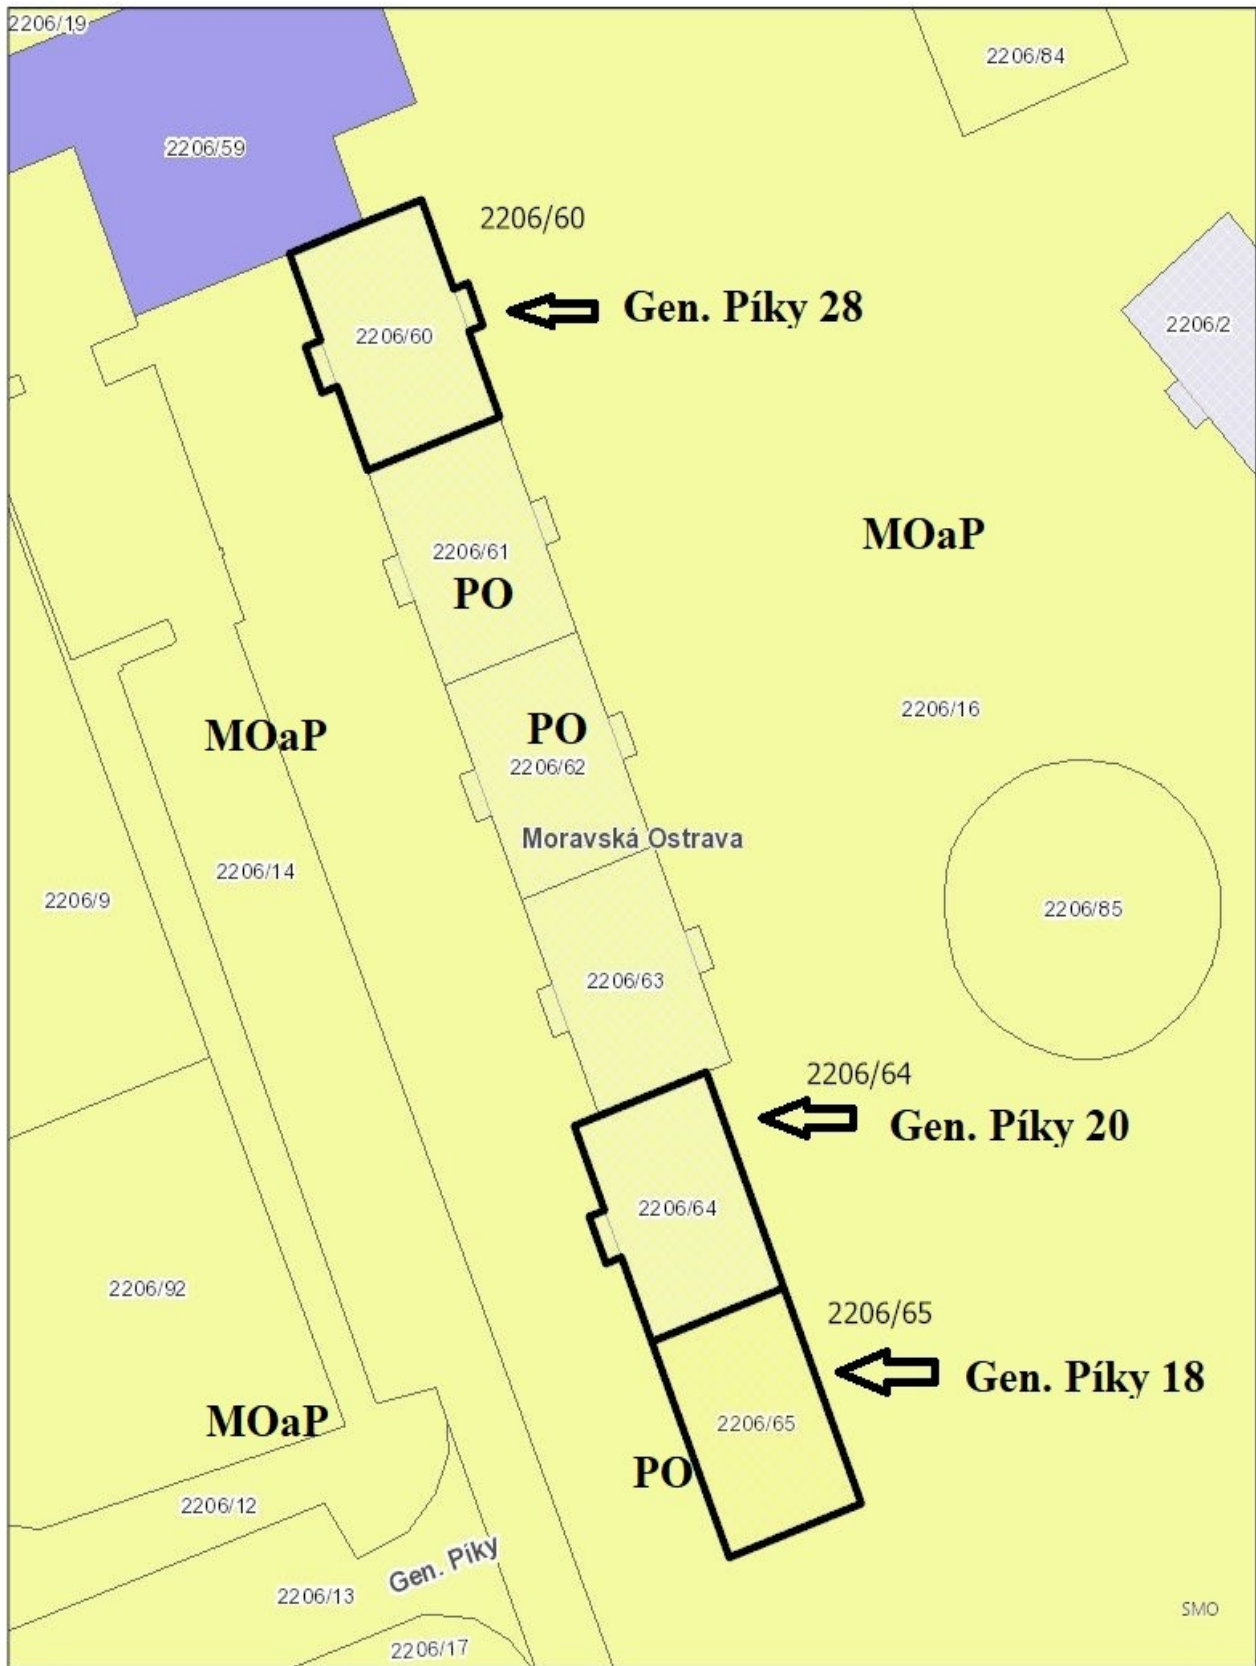 2206/19
2206/84
2206/59
2206/60
Gen. Píky 28
2206/2
2206/60
MOaP
2206/61
PO
2206/16
MOaP
PO
2206/62
Moravská Ostrava
2206/14
2206/9
2206/85
2206/63
2206/64
Gen. Píky 20
2206/64
2206/92
2206/65
Gen. Píky 18
MOaP
2206/65
PO
2206/12
Gen. Píky
2206/13
SMO
2206/17